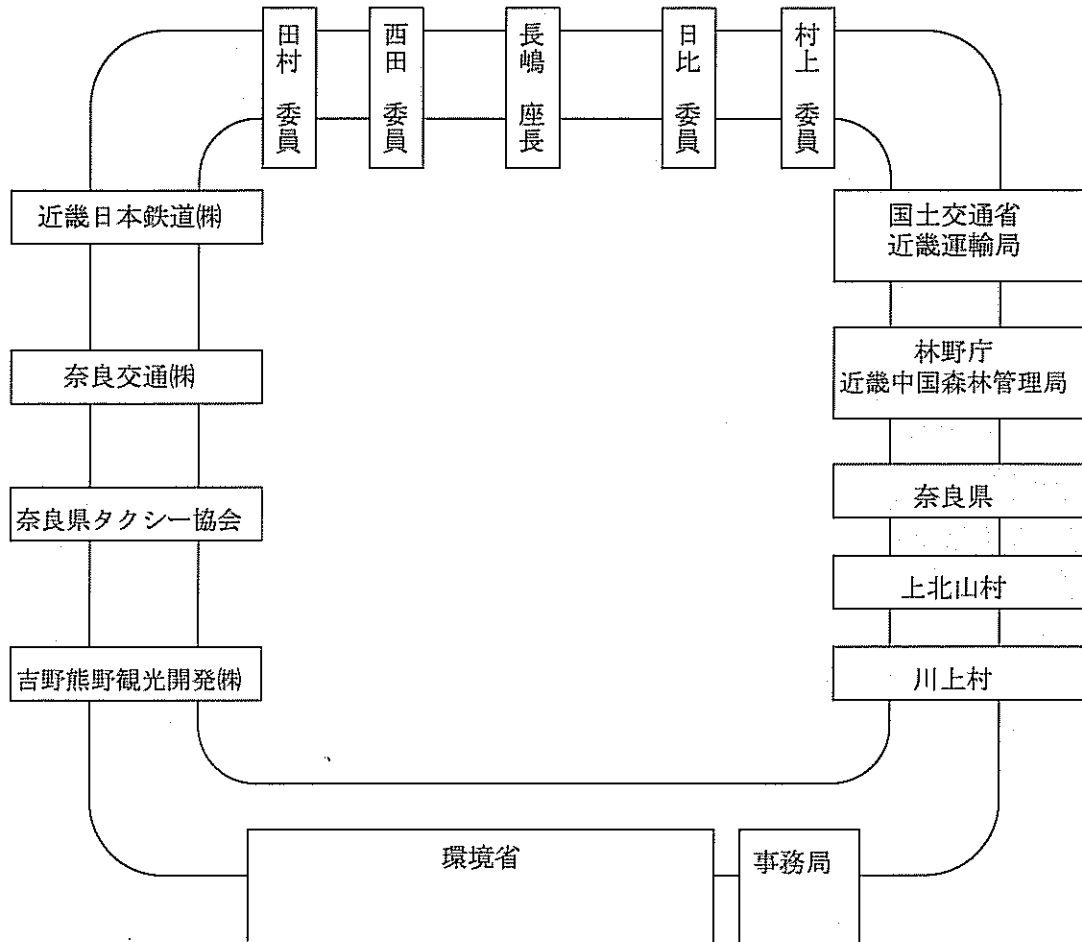 田村 委員
西田 委員
長嶋 座長
日比 委員
村上 委員
近畿日本鉄道㈱
奈良交通㈱
奈良県タクシー協会
吉野熊野観光開発㈱
国土交通省
近畿運輸局
林野庁
近畿中国森林管理局
奈良県
上北山村
川上村
環境省
事務局